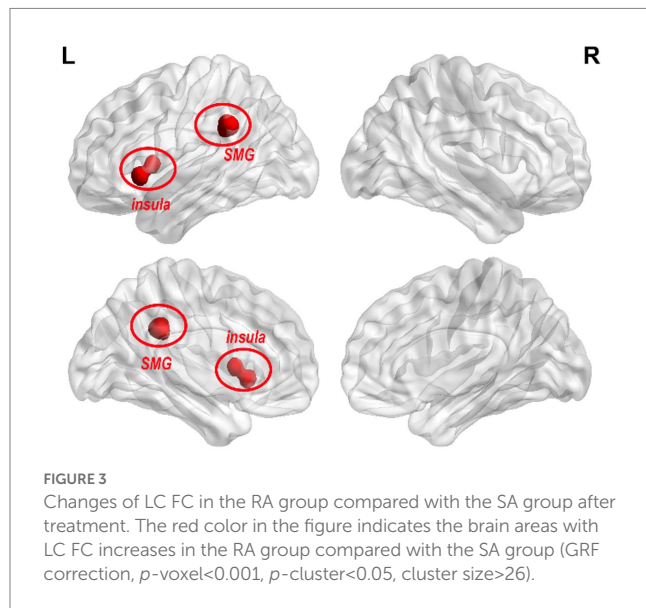 L R
SMG
insula
insula
SMG
FIGURE 3
Changes of LC FC in the RA group compared with the SA group after
treatment. The red color in the figure indicates the brain areas with
LC FC increases in the RA group compared with the SA group (GRF
correction, p-voxel<0.001, p-cluster<0.05, cluster size>26).